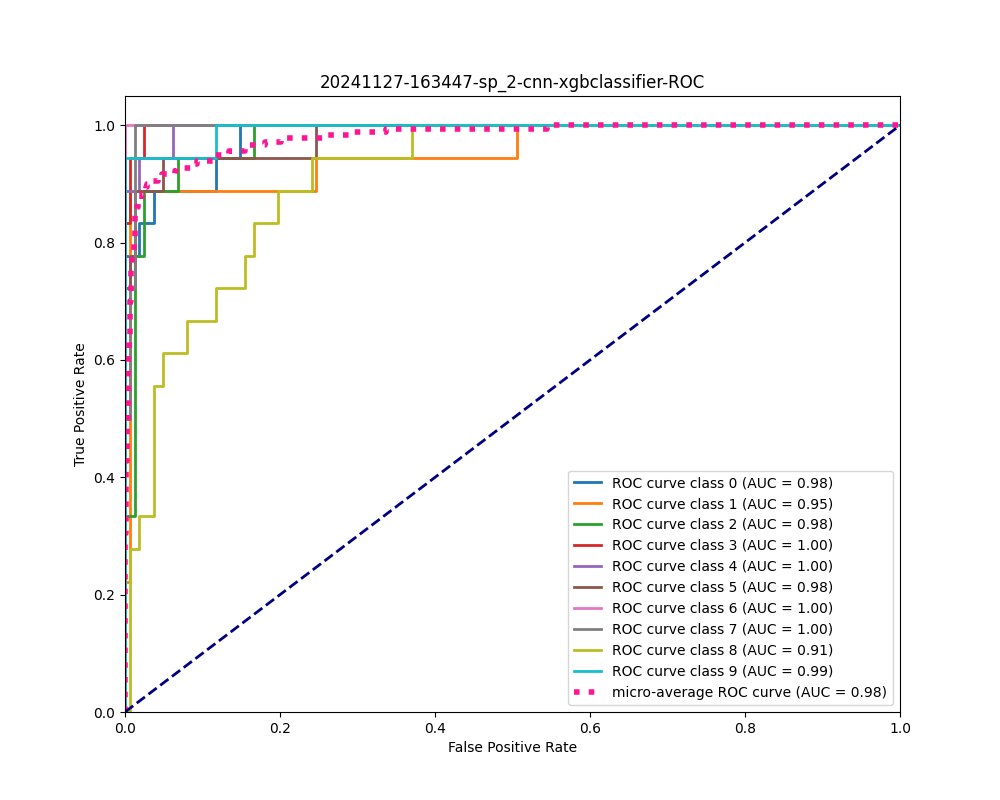 20241127-163447-sp_2-cnn-xgbclassifier-ROC
True Positive Rate
1.0
0.8
0.6
0.4
0.2
0.0
0.0 0.2 0.4 0.6 0.8 1.0
False Positive Rate
ROC curve class 0 (AUC = 0.98)
ROC curve class 1 (AUC = 0.95)
ROC curve class 2 (AUC = 0.98)
ROC curve class 3 (AUC = 1.00)
ROC curve class 4 (AUC = 1.00)
ROC curve class 5 (AUC = 0.98)
ROC curve class 6 (AUC = 1.00)
ROC curve class 7 (AUC = 1.00)
ROC curve class 8 (AUC = 0.91)
ROC curve class 9 (AUC = 0.99)
micro-average ROC curve (AUC = 0.98)